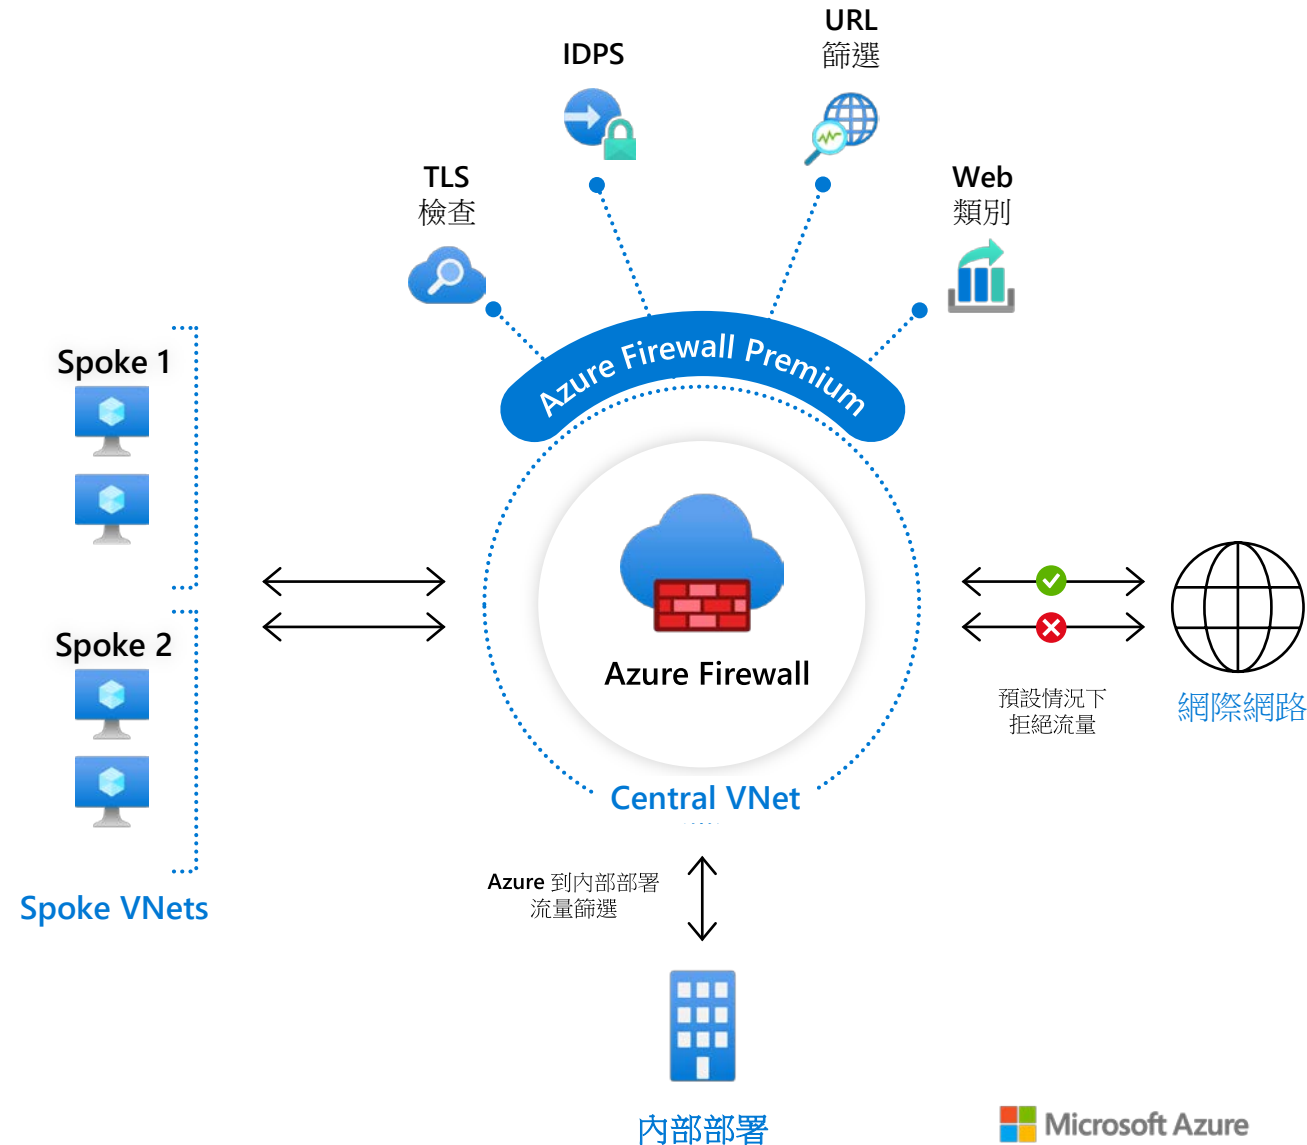 URL
篩選
IDPS
TLS
檢查
Web
類別
Azure Firewall Premium
Spoke 1
Spoke 2
Spoke VNets
Azure Firewall
Central VNet
預設情況下
拒絕流量
網際網路
Azure 到內部部署
流量篩選
內部部署
Microsoft Azure